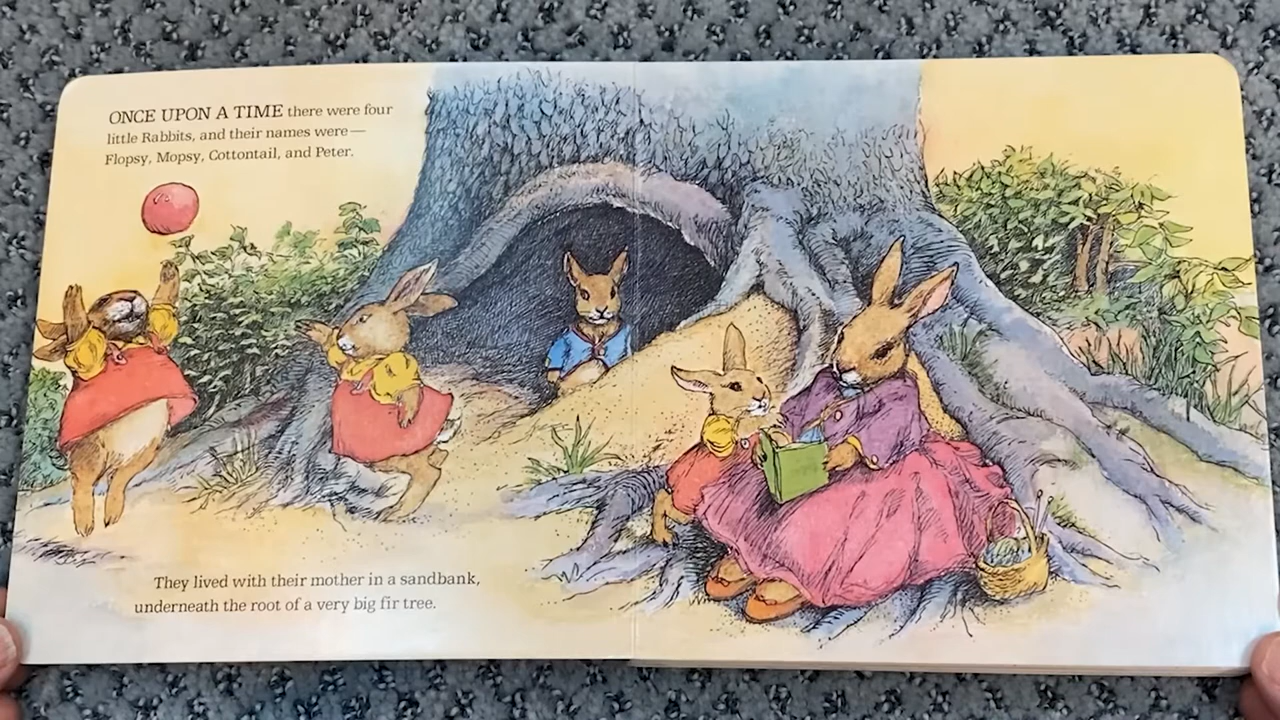 ONCE UPON A TIME there were four
little Rabbits, and their names were—
Flopsy, Mopsy, Cottontail, and Peter.
They lived with their mother in a sandbank,
underneath the root of a very big fir tree.